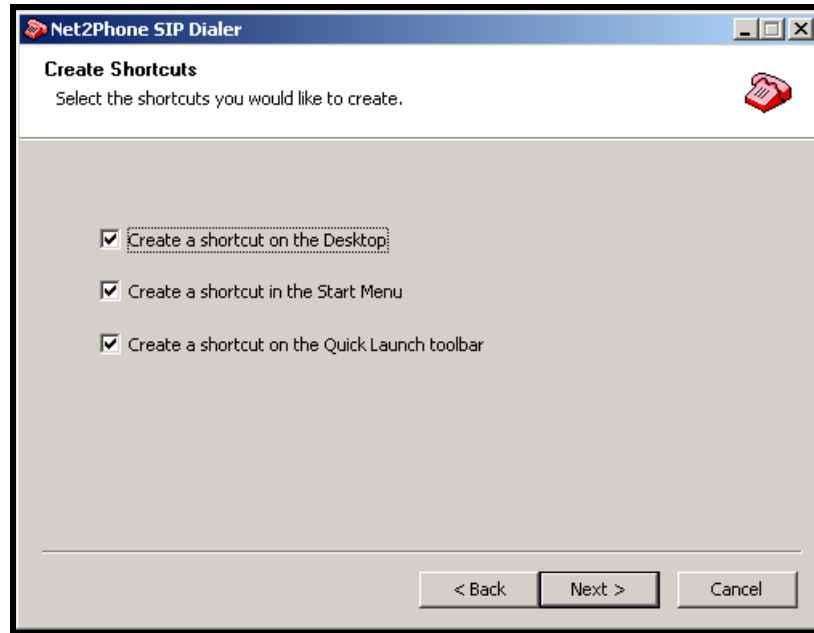 Net2Phone SIP Dialer
Create Shortcuts
Select the shortcuts you would like to create.
Create a shortcut on the Desktop
Create a shortcut in the Start Menu
Create a shortcut on the Quick Launch toolbar
< Back Next > Cancel